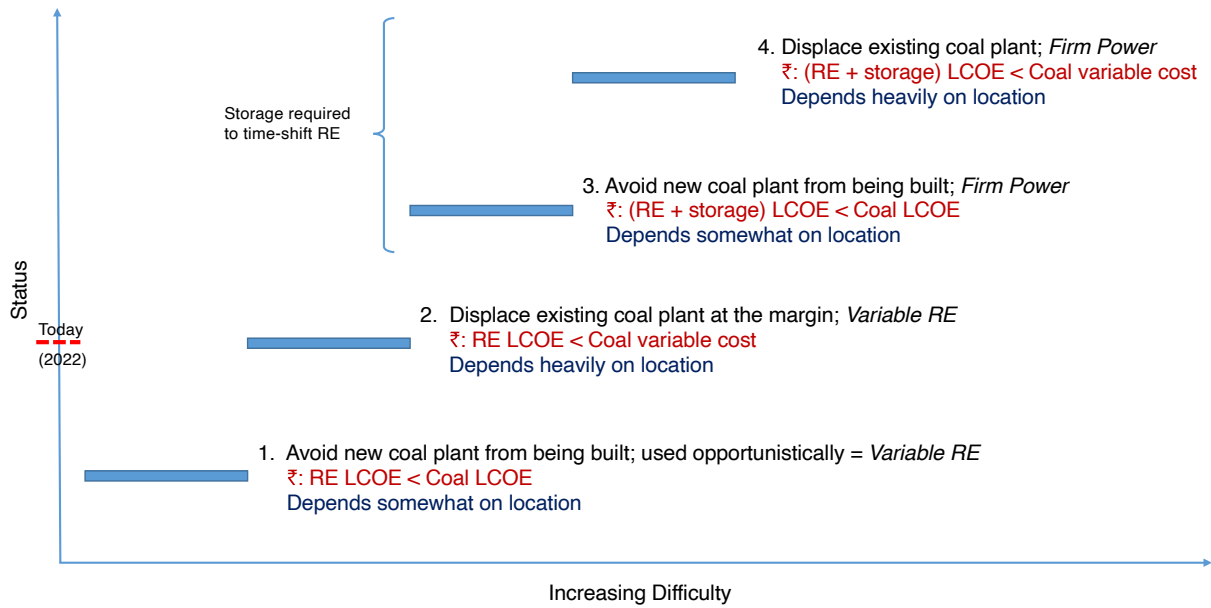 4. Displace existing coal plant; Firm Power
₹: (RE + storage) LCOE < Coal variable cost
Depends heavily on location
Storage required
to time-shift RE
3. Avoid new coal plant from being built; Firm Power
₹: (RE + storage) LCOE < Coal LCOE
Depends somewhat on location
Status
Today
(2022)
2. Displace existing coal plant at the margin; Variable RE
₹: RE LCOE < Coal variable cost
Depends heavily on location
1. Avoid new coal plant from being built; used opportunistically = Variable RE
₹: RE LCOE < Coal LCOE
Depends somewhat on location
Increasing Difficulty